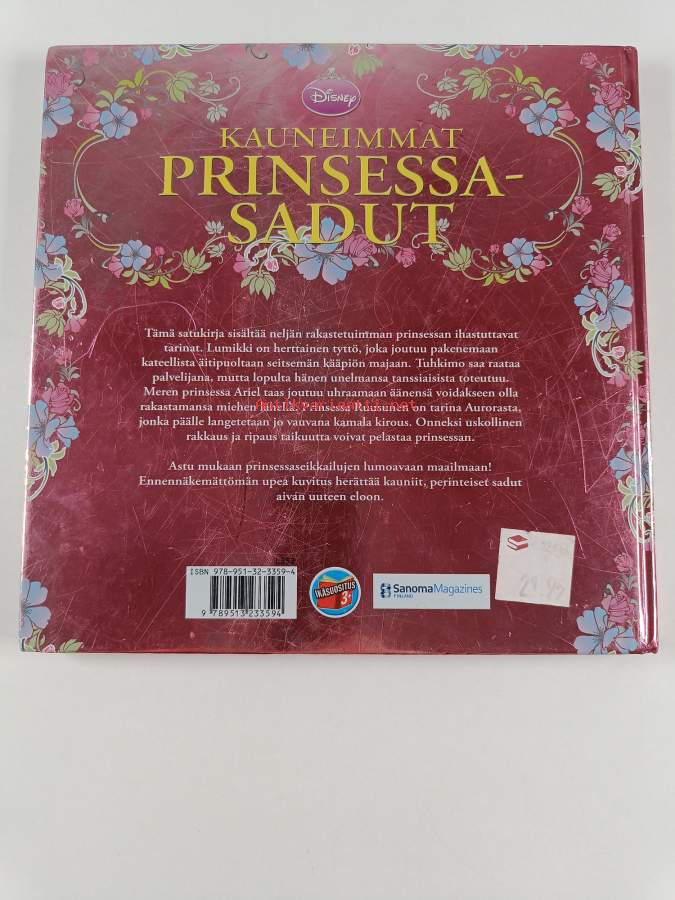 Disney
KAUNEIMMAT
PRINSESSA-
SADUT
Tämä satukirja sisältää neljän rakastetuimman prinsessan ihastuttavat
tarinat. Lumikki on herttainen tyttö, joka joutuu pakenemaan
kateellista äitipuoltaan seitsemän kääpiön majaan. Tuhkimo saa raataa
palvelijana, mutta lopulta hänen unelmansa tanssiaisista toteutuu.
Meren prinsessa Ariel taas joutuu uhraamaan äänensä voidakseen olla
rakastamansa miehen Prinsessa Ruusunen on tarina Aurorasta,
jonka päälle langetetaan jo vauvana kamala kirous. Onneksi uskollinen
rakkaus ja ripaus taikuutta voivat pelastaa prinsessan.
Astu mukaan prinsessaseikkailujen lumoavaan maailmaan!
Ennennäkemättömän upea kuvitus herättää kauniit, perinteiset sadut
aivan uuteen eloon.
ISBN 978-951-32-3359-4
9 789513 233594
IKÄSUOSITUS
3+
SanomaMagazines
FINLAND